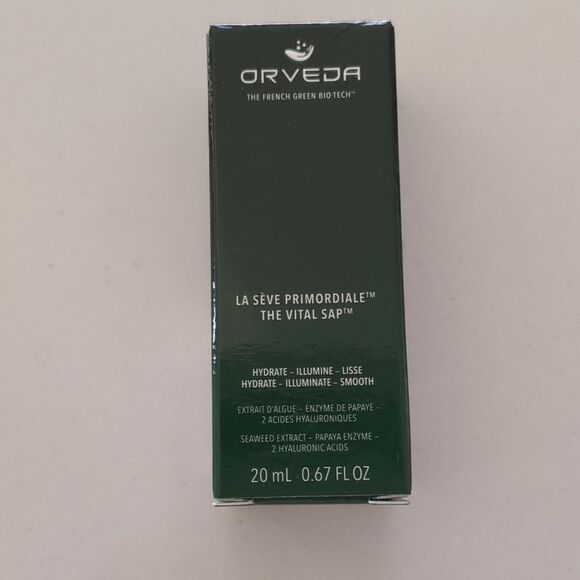 ORVEDA
THE FRENCH GREEN BIO-TECH™
LA SÈVE PRIMORDIALE™
THE VITAL SAP™
HYDRATE – ILLUMINE – LISSE
HYDRATE – ILLUMINATE – SMOOTH
EXTRAIT D'ALGUE – ENZYME DE PAPAYE –
2 ACIDES HYALURONIQUES
SEAWEED EXTRACT – PAPAYA ENZYME –
2 HYALURONIC ACIDS
20 mL 0.67 FL OZ